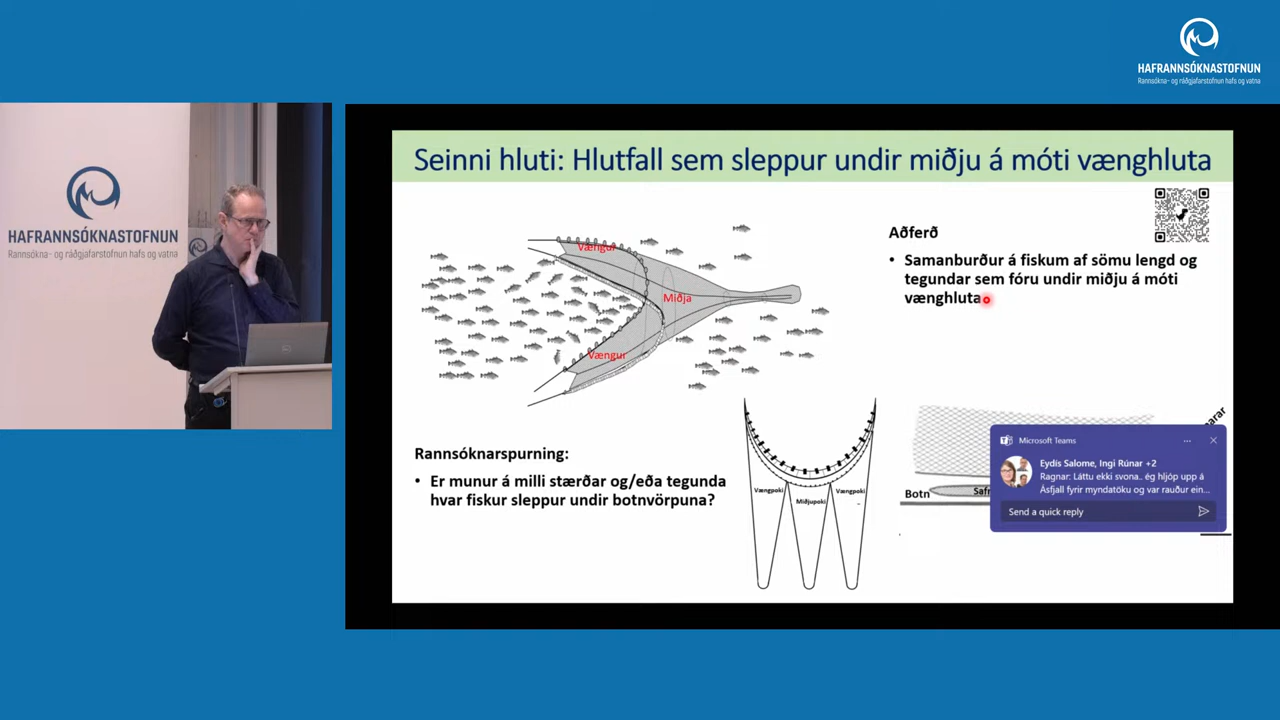 HAFRANNSÓKNASTOFNUN
Rannsókna- og ráðgjafarstofnun hafs og vatna
HAFRANNSÓKNASTOFNUN
Rannsókna- og ráðgjafarstofnun hafs og vatna
Seinni hluti: Hlutfall sem sleppur undir miðju á móti vænghluta
Vængur
Miðja
Vængur
Aðferð
• Samanburður á fiskum af sömu lengd og
tegundar sem fóru undir miðju á móti
vænghluta
Rannsóknarspurning:
• Er munur á milli stærðar og/eða tegunda
hvar fiskur sleppur undir botnvörpuna?
Vængpoki
Miðjupoki
Vængpoki
Botn
Safn
arar
Microsoft Teams
Eydís Salome, Ingi Rúnar +2
Ragnar: Láttu ekki svona.. ég hljóp upp á
Ásfjall fyrir myndatöku og var rauður ein...
Send a quick reply